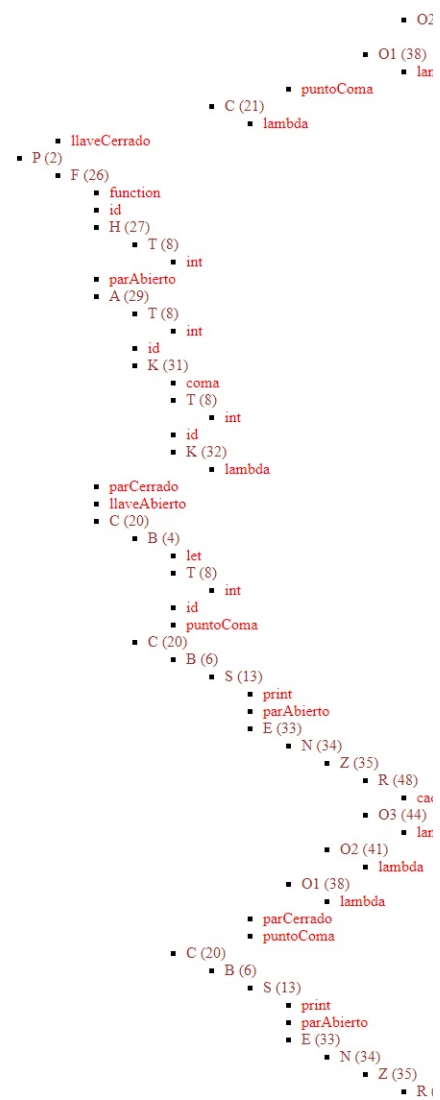 O2
O1 (38)
puntoComa
C (21)
lambda
llaveCerrado
P (2)
F (26)
function
id
H (27)
T (8)
int
parAbierto
A (29)
T (8)
int
id
K (31)
coma
T (8)
int
id
K (32)
lambda
parCerrado
llaveAbierto
C (20)
B (4)
let
T (8)
int
id
puntoComa
C (20)
B (6)
S (13)
print
parAbierto
E (33)
N (34)
Z (35)
R (48)
O3 (44)
O2 (41)
lambda
O1 (38)
lambda
parCerrado
puntoComa
C (20)
B (6)
S (13)
print
parAbierto
E (33)
N (34)
Z (35)
R (